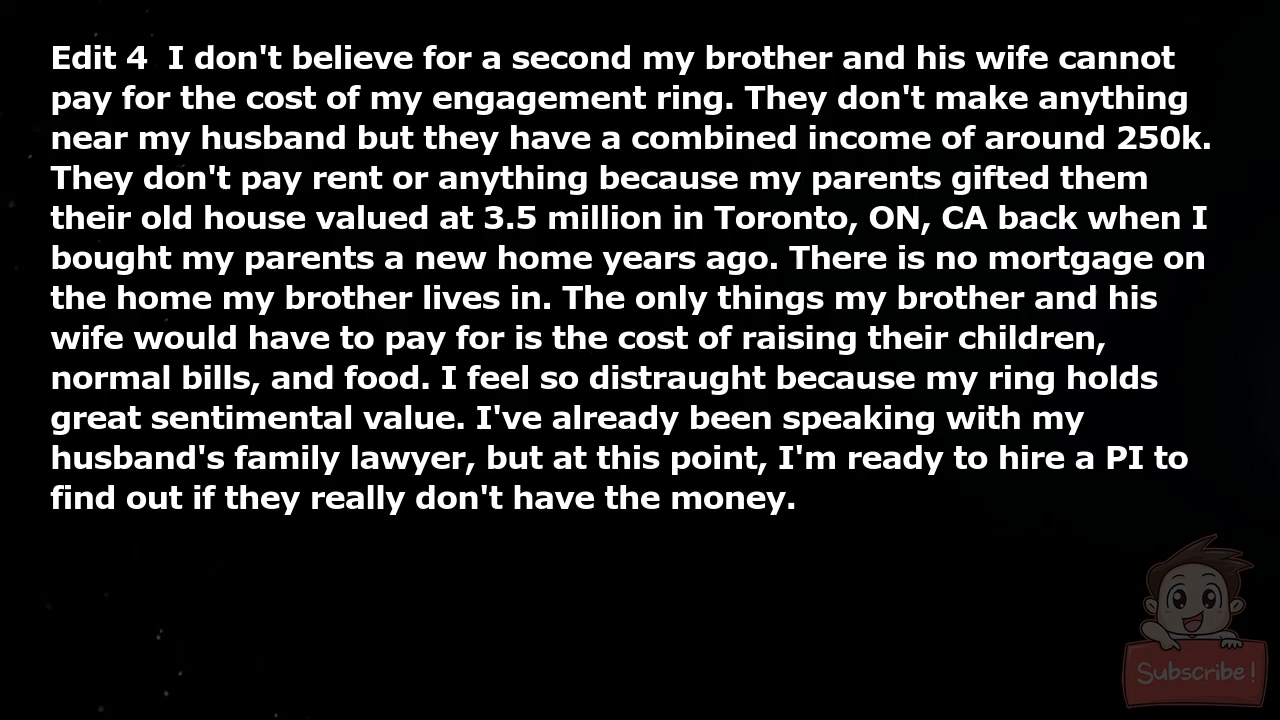 Edit 4  I don't believe for a second my brother and his wife cannot
pay for the cost of my engagement ring. They don't make anything
near my husband but they have a combined income of around 250k.
They don't pay rent or anything because my parents gifted them
their old house valued at 3.5 million in Toronto, ON, CA back when I
bought my parents a new home years ago. There is no mortgage on
the home my brother lives in. The only things my brother and his
wife would have to pay for is the cost of raising their children,
normal bills, and food. I feel so distraught because my ring holds
great sentimental value. I've already been speaking with my
husband's family lawyer, but at this point, I'm ready to hire a PI to
find out if they really don't have the money.
Subscribe!